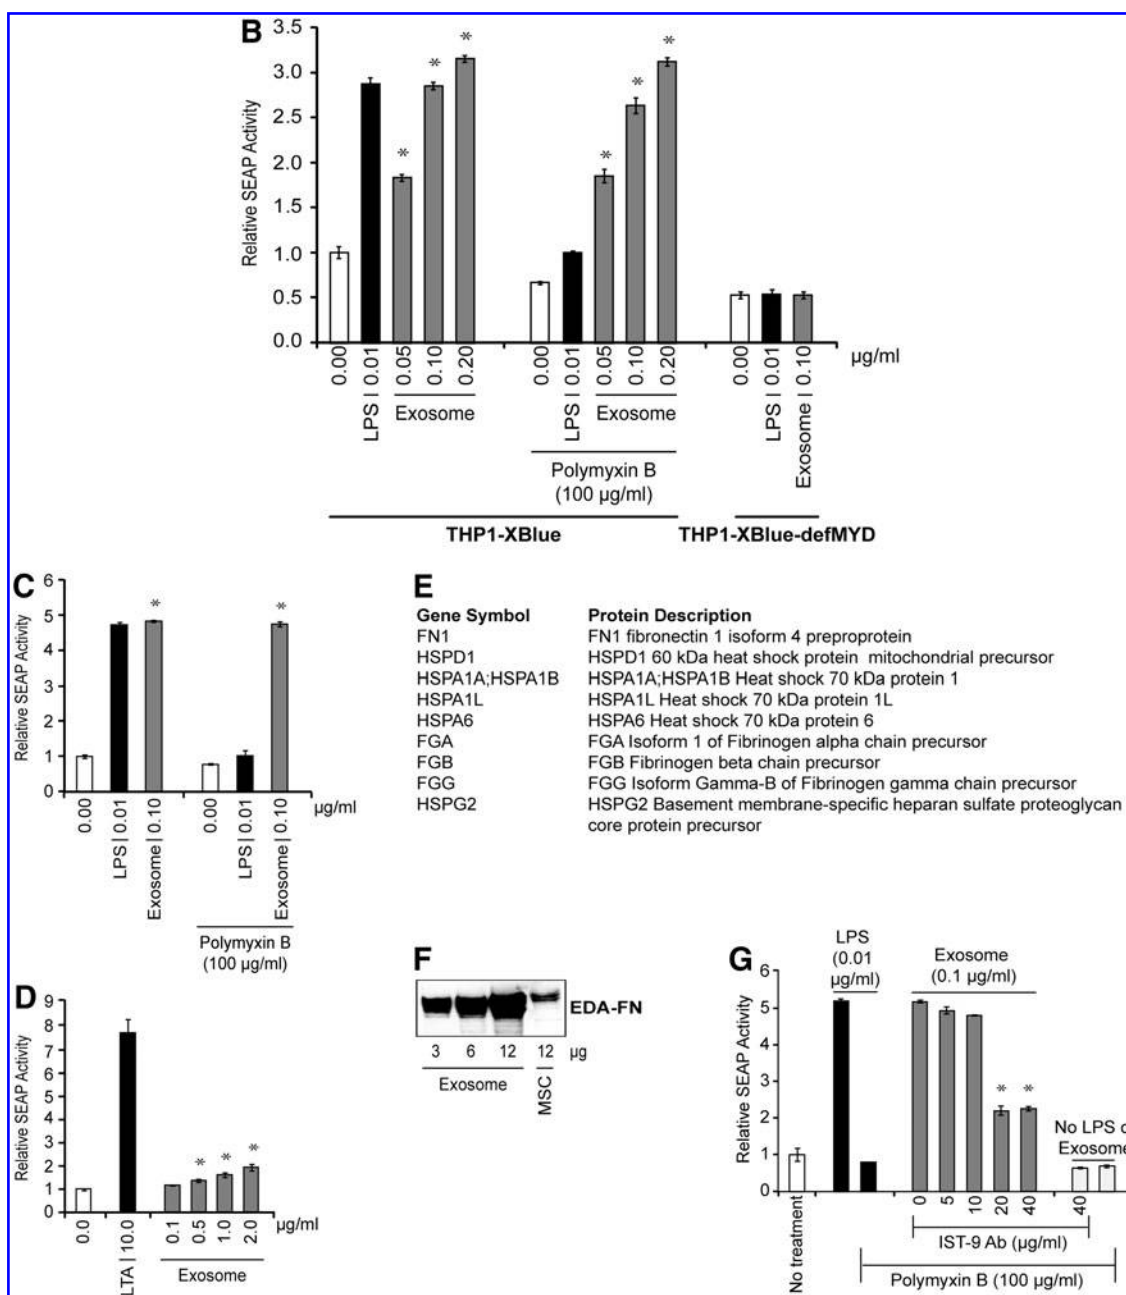 B
Relative SEAP Activity
3.5
3.0
2.5
2.0
1.5
1.0
0.5
0.0
* * * * * *
0.00
LPS | 0.01
0.05
0.10
0.20
Exosome
0.00
LPS | 0.01
0.05
0.10
0.20
Exosome
Polymyxin B
(100 µg/ml)
0.00
LPS | 0.01
Exosome | 0.10
µg/ml
THP1-XBlue
THP1-XBlue-defMYD
C
Relative SEAP Activity
6
5
4
3
2
1
0
* *
0.00
LPS | 0.01
Exosome | 0.10
0.00
LPS | 0.01
Exosome | 0.10
µg/ml
Polymyxin B
(100 µg/ml)
E
Gene Symbol Protein Description
FN1 FN1 fibronectin 1 isoform 4 preproprotein
HSPD1 HSPD1 60 kDa heat shock protein mitochondrial precursor
HSPA1A;HSPA1B HSPA1A;HSPA1B Heat shock 70 kDa protein 1
HSPA1L HSPA1L Heat shock 70 kDa protein 1L
HSPA6 HSPA6 Heat shock 70 kDa protein 6
FGA FGA Isoform 1 of Fibrinogen alpha chain precursor
FGB FGB Fibrinogen beta chain precursor
FGG FGG Isoform Gamma-B of Fibrinogen gamma chain precursor
HSPG2 HSPG2 Basement membrane-specific heparan sulfate proteoglycan
core protein precursor
D
Relative SEAP Activity
9
8
7
6
5
4
3
2
1
0
* * *
0.0
LTA | 10.0
0.1
0.5
1.0
2.0
µg/ml
Exosome
F
EDA-FN
3 6 12 12 µg
Exosome
MSC
G
Relative SEAP Activity
6
5
4
3
2
1
0
LPS
(0.01
µg/ml)
Exosome
(0.1 µg/ml)
* *
No LPS o
Exosome
No treatment
0
5
10
20
40
40
IST-9 Ab (µg/ml)
Polymyxin B (100 µg/ml)